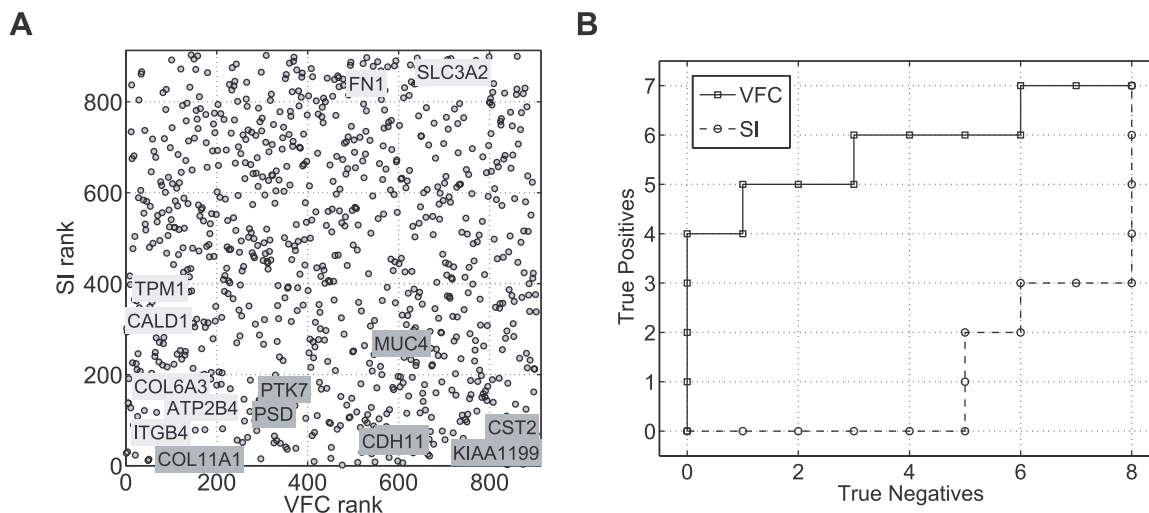 A
B
800
600
400
200
0
0
200
400
600
800
SI rank
VFC rank
FN1
SLC3A2
TPM1
CALD1
MUC4
COL6A3
PTK7
ATP2B4
PSD
ITGB4
CST2
CDH11
COL11A1
KIAA1199
VFC
SI
7
6
5
4
3
2
1
0
0
2
4
6
8
True Positives
True Negatives